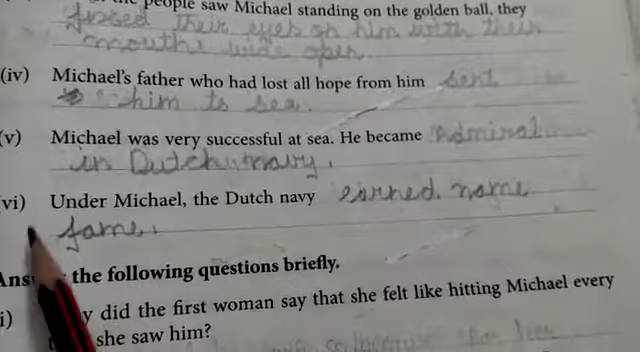 the people saw Michael standing on the golden ball, they
fixed their eyes on him with their
mouths wide open.
(iv) Michael's father who had lost all hope from him sent
him to sea.
(v) Michael was very successful at sea. He became Admiral
in Dutch navy.
(vi) Under Michael, the Dutch navy earned name
fame.
the following questions briefly.
i) did the first woman say that she felt like hitting Michael every
she saw him?